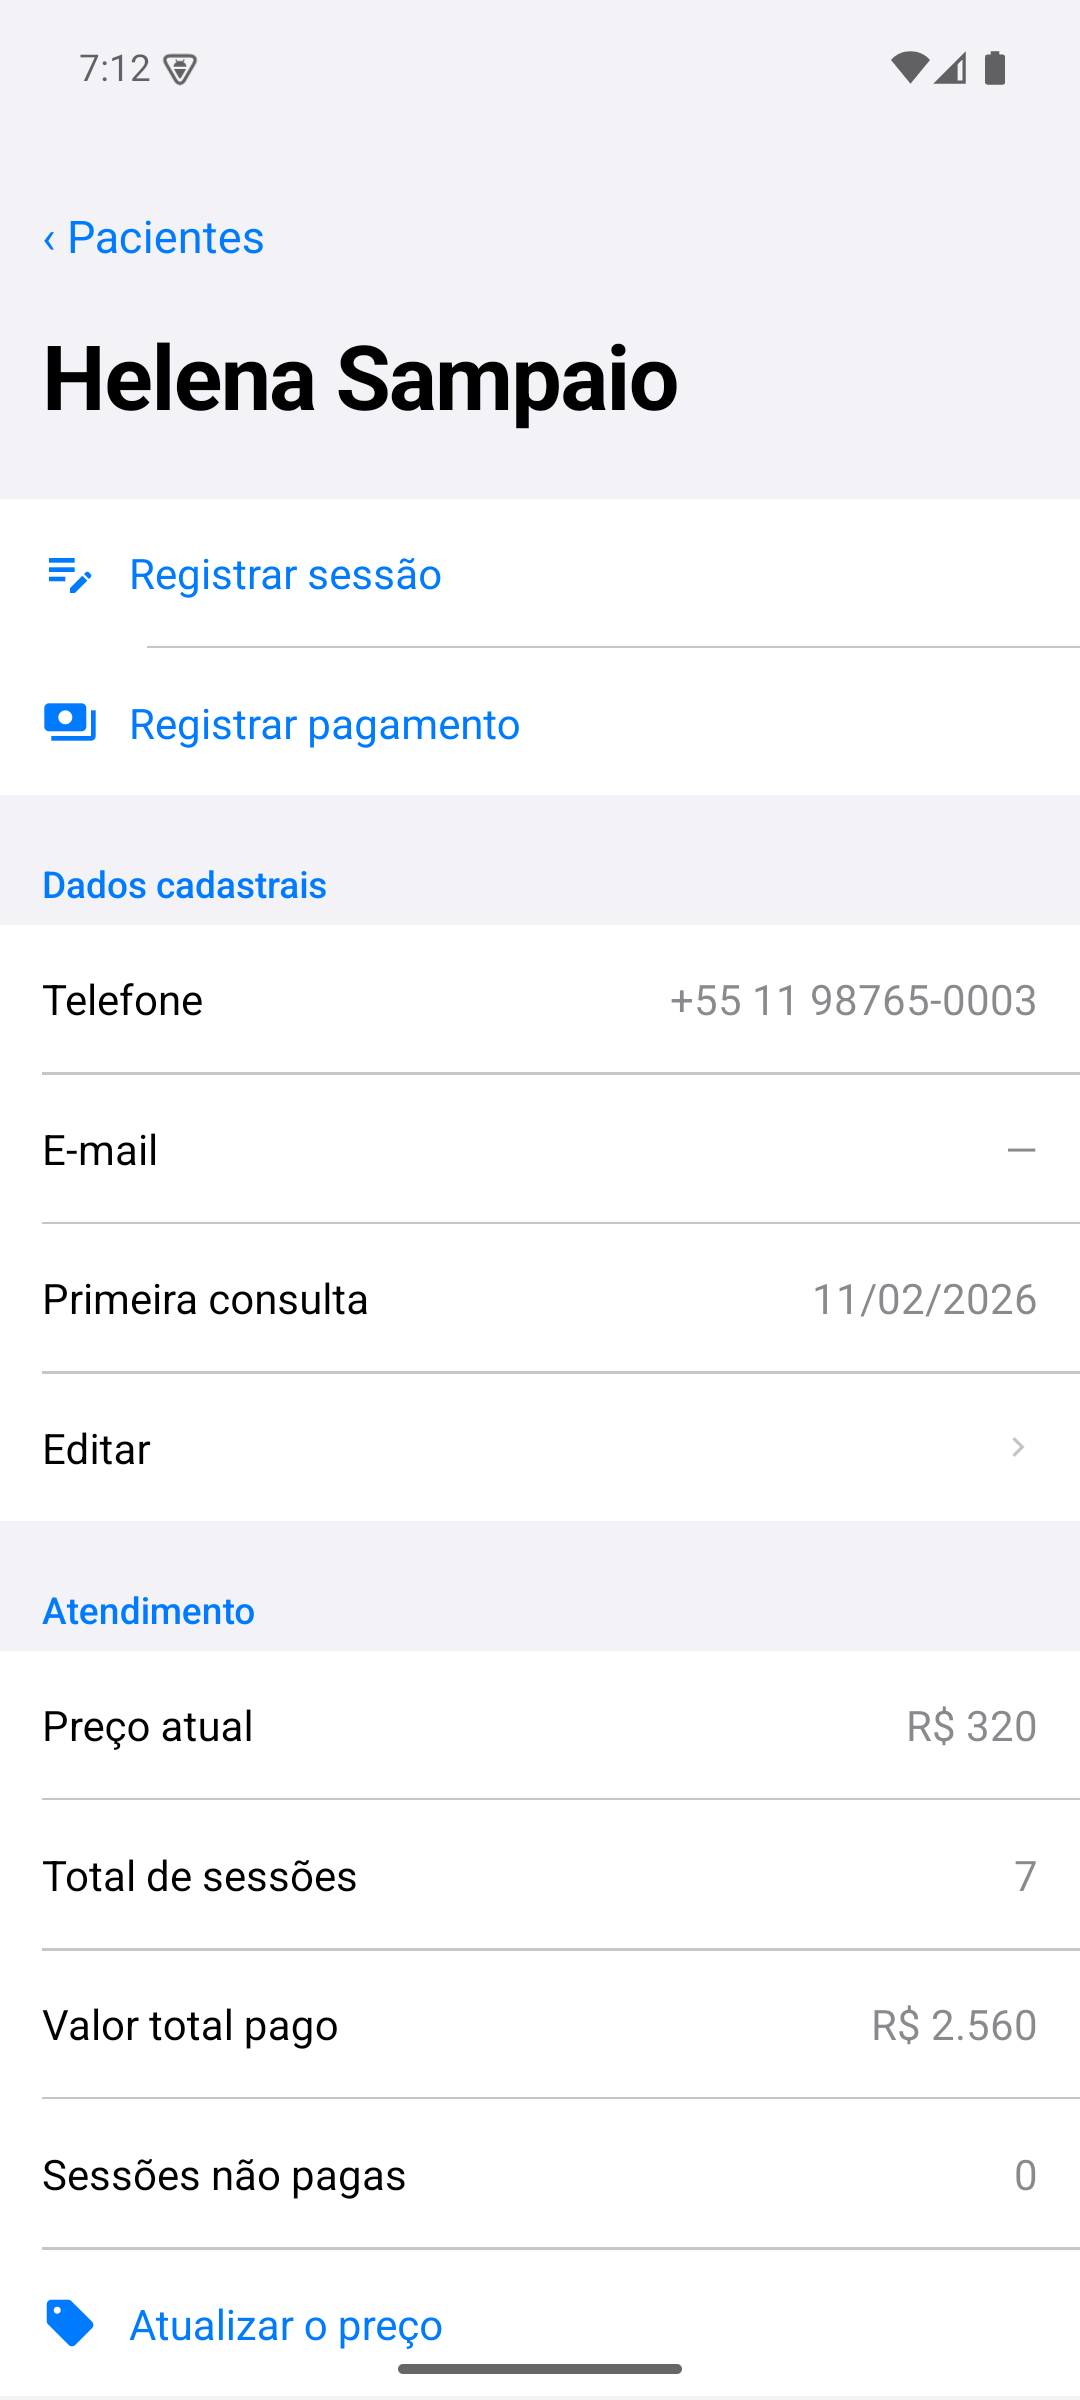 7:12
‹ Pacientes
Helena Sampaio
Registrar sessão
Registrar pagamento
Dados cadastrais
Telefone +55 11 98765-0003
E-mail —
Primeira consulta 11/02/2026
Editar
Atendimento
Preço atual R$ 320
Total de sessões 7
Valor total pago R$ 2.560
Sessões não pagas 0
Atualizar o preço